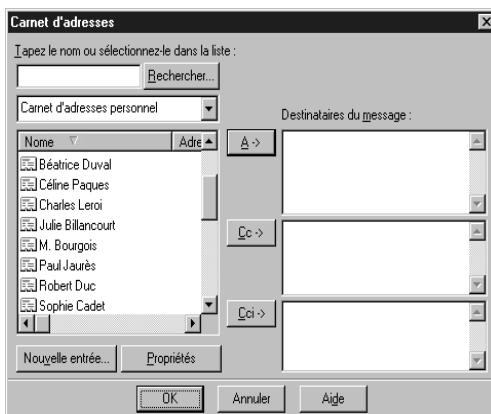 Carnet d'adresses
Tapez le nom ou sélectionnez-le dans la liste :
Rechercher...
Carnet d'adresses personnel
Destinataires du message :
Nome Adre
A ->
Béatrice Duval
Céline Paques
Charles Leroi
Julie Billancourt
Cc ->
M. Bourgois
Paul Jaurès
Robert Duc
Sophie Cadet
Cci ->
Nouvelle entrée... Propriétés
OK Annuler Aide